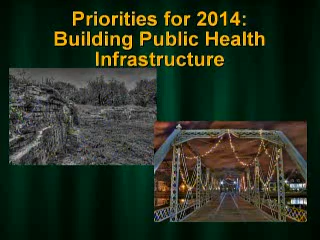 Priorities for 2014:
Building Public Health
Infrastructure